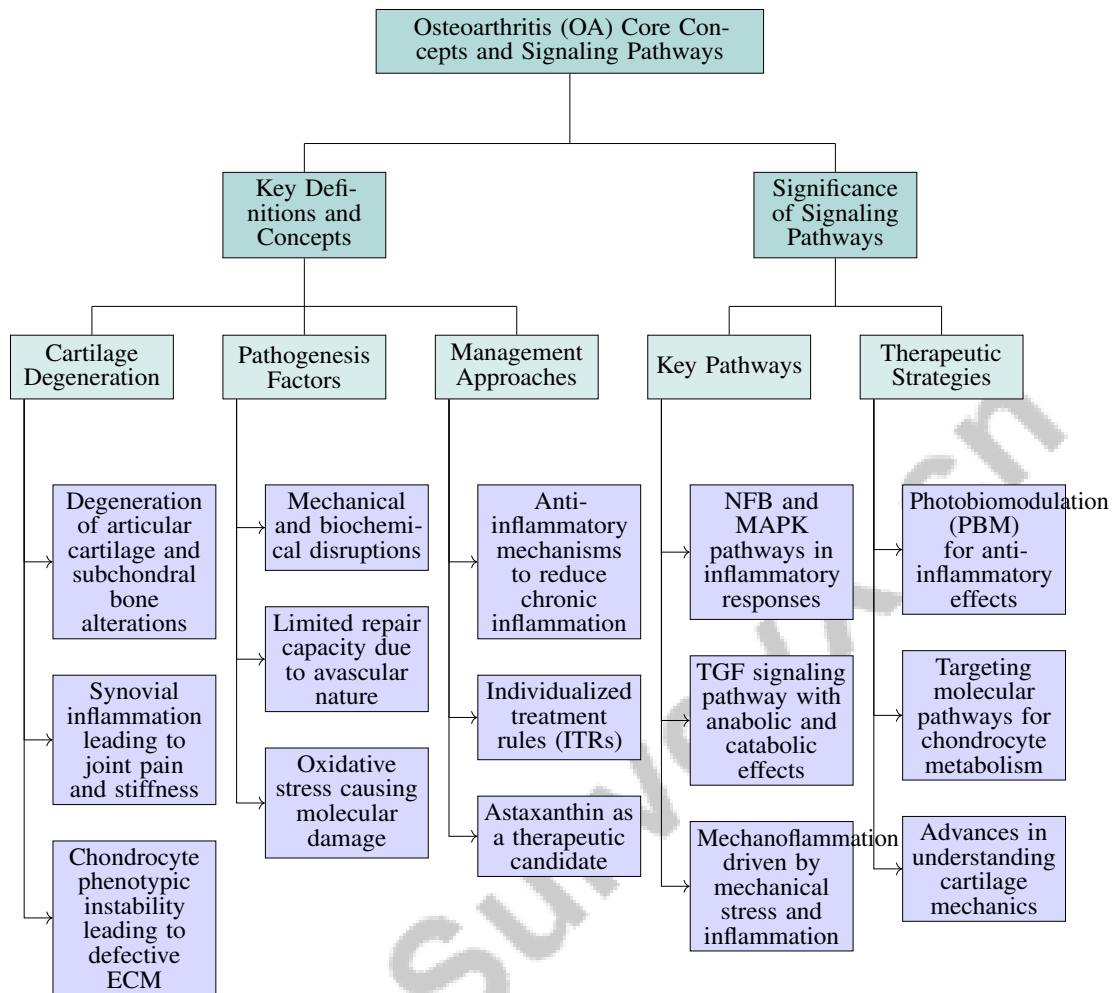 Osteoarthritis (OA) Core Con-
cepts and Signaling Pathways
Key Defi-
nitions and
Concepts
Significance
of Signaling
Pathways
Cartilage
Degeneration
Pathogenesis
Factors
Management
Approaches
Key Pathways
Therapeutic
Strategies
Degeneration
of articular
cartilage and
subchondral
bone
alterations
Synovial
inflammation
leading to
joint pain
and stiffness
Chondrocyte
phenotypic
instability
leading to
defective
ECM
Mechanical
and biochemi-
cal disruptions
Limited repair
capacity due
to avascular
nature
Oxidative
stress causing
molecular
damage
Anti-
inflammatory
mechanisms
to reduce
chronic
inflammation
Individualized
treatment
rules (ITRs)
Astaxanthin as
a therapeutic
candidate
NFB and
MAPK
pathways in
inflammatory
responses
TGF signaling
pathway with
anabolic and
catabolic
effects
Mechanoflammation
driven by
mechanical
stress and
inflammation
Photobiomodulation
(PBM)
for anti-
inflammatory
effects
Targeting
molecular
pathways for
chondrocyte
metabolism
Advances in
understanding
cartilage
mechanics